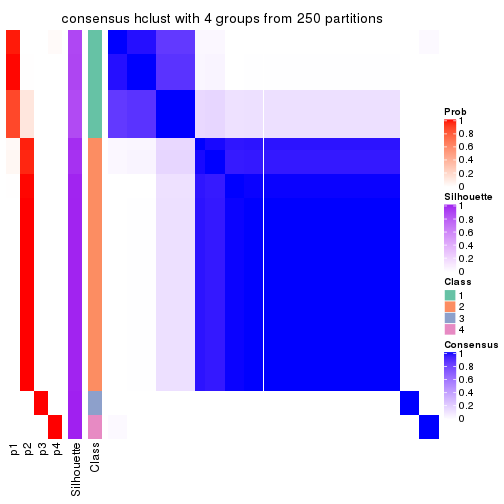 consensus hclust with 4 groups from 250 partitions
Prob
1
0.8
0.6
0.4
0.2
0
Silhouette
1
0.8
0.6
0.4
0.2
0
Class
1
2
3
4
Consensus
1
0.8
0.6
0.4
0.2
0
p1
p2
p3
p4
Silhouette
Class